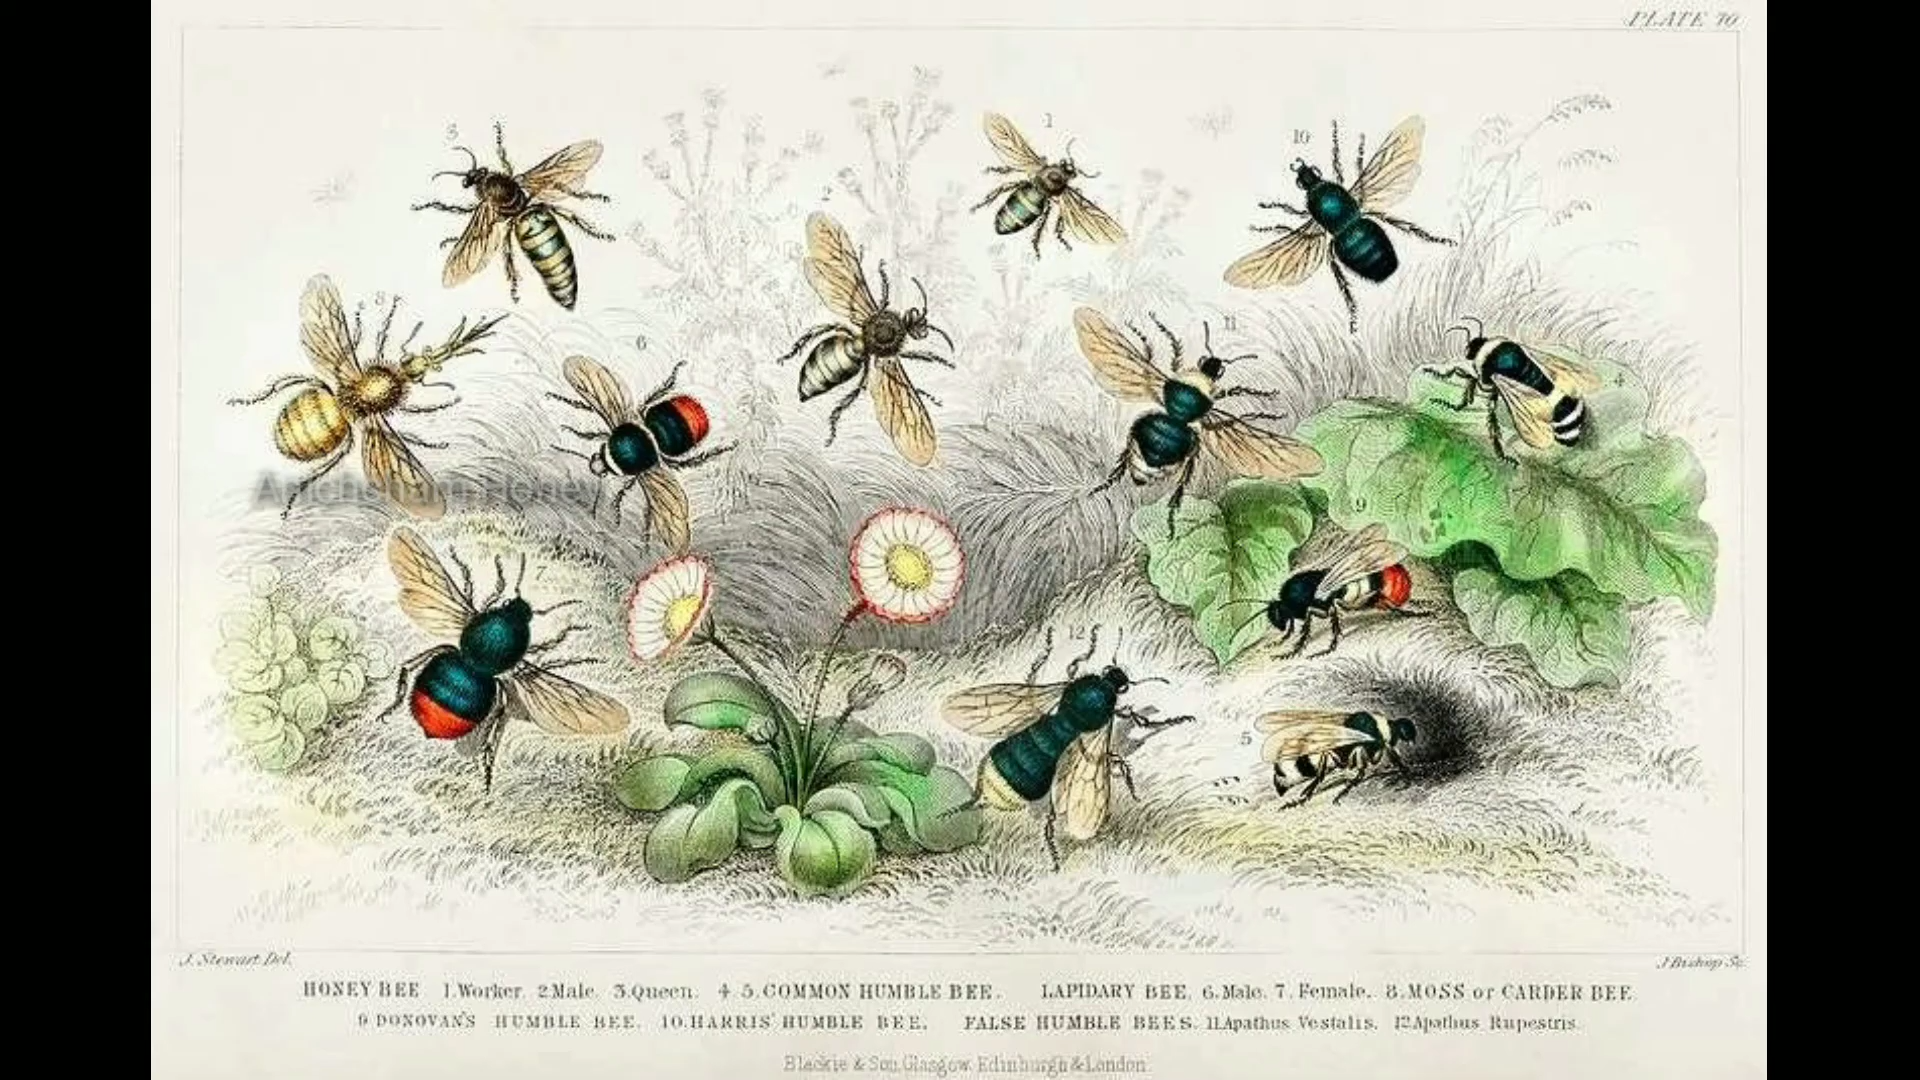 PLATE 70
3
1
10
2
8
6
11
4
9
7
12
5
J. Stewart Del.
J Bishop Sc.
HONEY BEE 1.Worker. 2 Male. 3.Queen. 4. 5. COMMON HUMBLE BEE. LAPIDARY BEE. 6. Male. 7. Female. 8. MOSS or CARDER BEE.
9 DONOVAN'S HUMBLE BEE. 10. HARRIS' HUMBLE BEE. FALSE HUMBLE BEES. 11 Apathus Vestalis. 12 Apathus Rupestris.
Blackie & Son, Glasgow. Edinburgh & London.